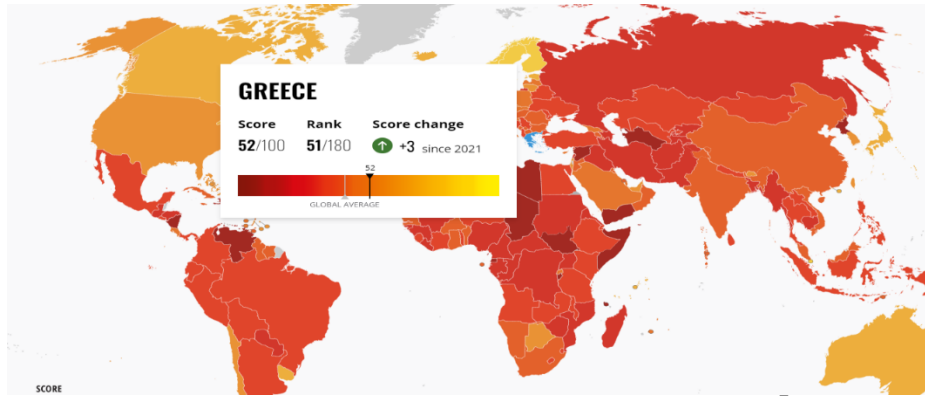 GREECE
Score Rank Score change
52/100 51/180 +3 since 2021
52
GLOBAL AVERAGE
SCORE